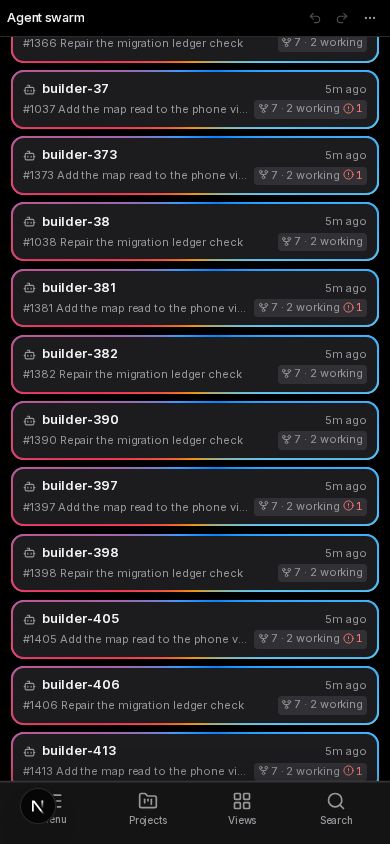 Agent swarm
#1366 Repair the migration ledger check 7 · 2 working
builder-37 5m ago
#1037 Add the map read to the phone vi... 7 · 2 working 1
builder-373 5m ago
#1373 Add the map read to the phone vi... 7 · 2 working 1
builder-38 5m ago
#1038 Repair the migration ledger check 7 · 2 working
builder-381 5m ago
#1381 Add the map read to the phone vi... 7 · 2 working 1
builder-382 5m ago
#1382 Repair the migration ledger check 7 · 2 working
builder-390 5m ago
#1390 Repair the migration ledger check 7 · 2 working
builder-397 5m ago
#1397 Add the map read to the phone vi... 7 · 2 working 1
builder-398 5m ago
#1398 Repair the migration ledger check 7 · 2 working
builder-405 5m ago
#1405 Add the map read to the phone v... 7 · 2 working 1
builder-406 5m ago
#1406 Repair the migration ledger check 7 · 2 working
builder-413 5m ago
#1413 Add the map read to the phone vi... 7 · 2 working 1
N
Projects Views Search